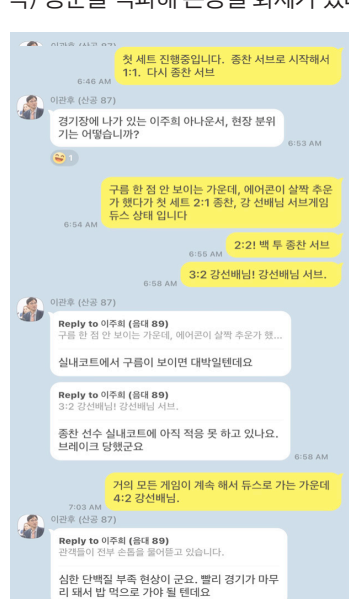 첫 세트 진행중입니다. 종찬 서브로 시작해서
1:1. 다시 종찬 서브
6:46 AM
이관후 (산공 87)
경기장에 나가 있는 이주희 아나운서, 현장 분위
기는 어떻습니까?
6:53 AM
1
구름 한 점 안 보이는 가운데, 에어콘이 살짝 추운
가 했다가 첫 세트 2:1 종찬, 강 선배님 서브게임
듀스 상태 입니다
6:54 AM
2:2! 백 투 종찬 서브
6:55 AM
3:2 강선배님! 강선배님 서브.
6:58 AM
이관후 (산공 87)
Reply to 이주희 (음대 89)
구름 한 점 안 보이는 가운데, 에어콘이 살짝 추운가 했...
실내코트에서 구름이 보이면 대박일텐데요
Reply to 이주희 (음대 89)
3:2 강선배님! 강선배님 서브.
종찬 선수 실내코트에 아직 적응 못 하고 있나요.
브레이크 당했군요
6:58 AM
거의 모든 게임이 계속 해서 듀스로 가는 가운데
4:2 강선배님.
7:03 AM
이관후 (산공 87)
Reply to 이주희 (음대 89)
관객들이 전부 손톱을 물어뜯고 있습니다.
심한 단백질 부족 현상이 군요. 빨리 경기가 마무
리 돼서 밥 먹으로 가야 될 텐데요